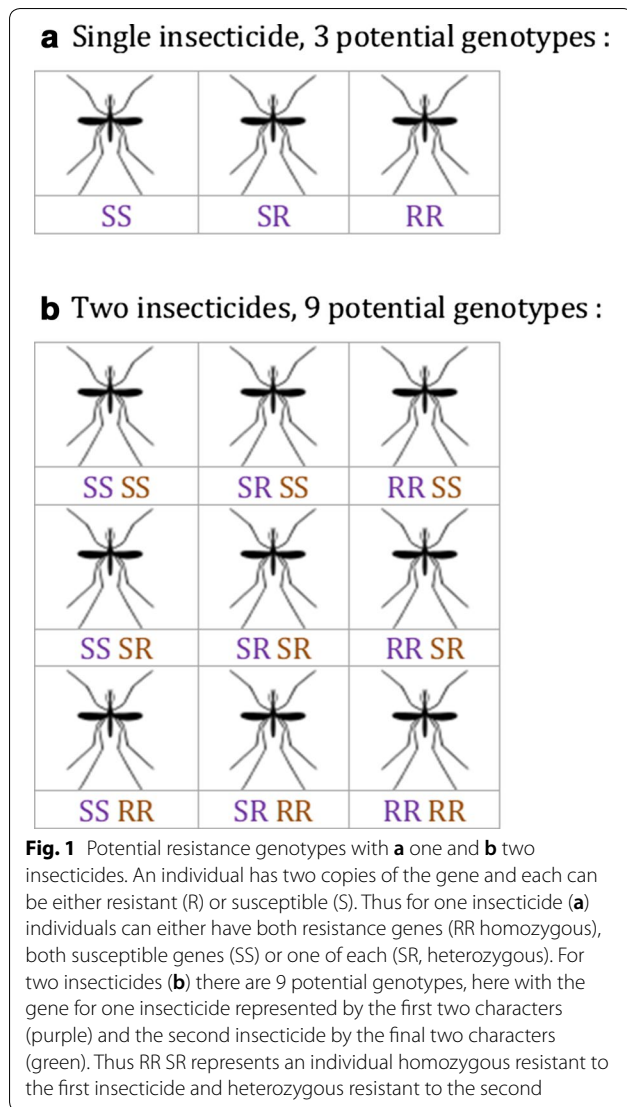 a Single insecticide, 3 potential genotypes :
SS SR RR
b Two insecticides, 9 potential genotypes :
SS SS SR SS RR SS
SS SR SR SR RR SR
SS RR SR RR RR RR
Fig. 1 Potential resistance genotypes with a one and b two
insecticides. An individual has two copies of the gene and each can
be either resistant (R) or susceptible (S). Thus for one insecticide (a)
individuals can either have both resistance genes (RR homozygous),
both susceptible genes (SS) or one of each (SR, heterozygous). For
two insecticides (b) there are 9 potential genotypes, here with the
gene for one insecticide represented by the first two characters
(purple) and the second insecticide by the final two characters
(green). Thus RR SR represents an individual homozygous resistant to
the first insecticide and heterozygous resistant to the second